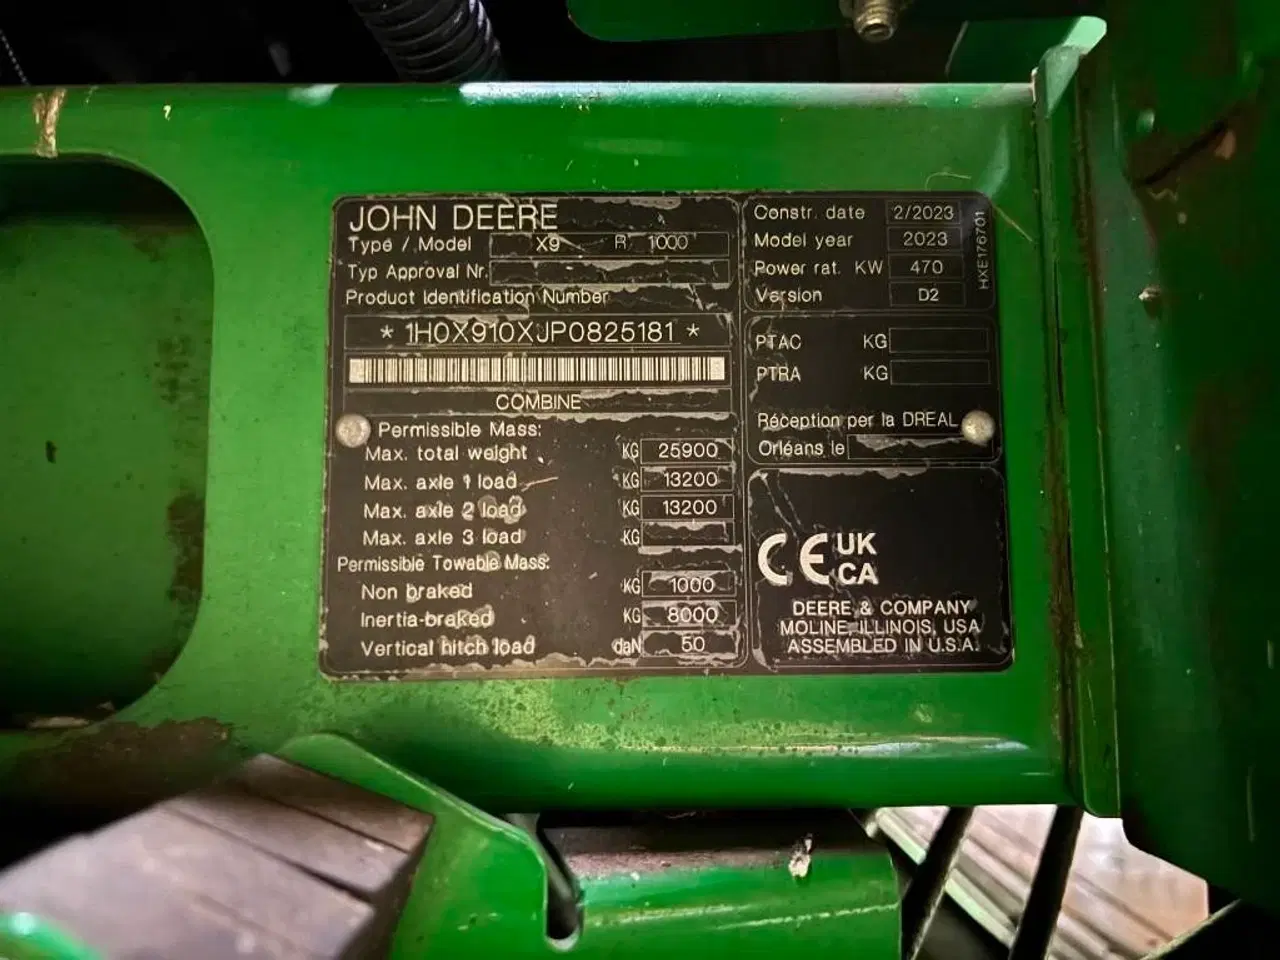 JOHN DEERE
Type / Model X9 R 1000
Typ Approval Nr.
Product Identification Number
* 1H0X910XJP0825181 *
COMBINE
Permissible Mass:
Max. total weight KG 25900
Max. axle 1 load KG 13200
Max. axle 2 load KG 13200
Max. axle 3 load KG
Permissible Towable Mass:
Non braked KG 1000
Inertia-braked KG 8000
Vertical hitch load daN 50
Constr. date 2/2023
Model year 2023
Power rat. KW 470
Version D2
HXE176701
PTAC KG
PTRA KG
Réception per la DREAL
Orléans le
CE UK
CA
DEERE & COMPANY
MOLINE, ILLINOIS, USA
ASSEMBLED IN U.S.A.